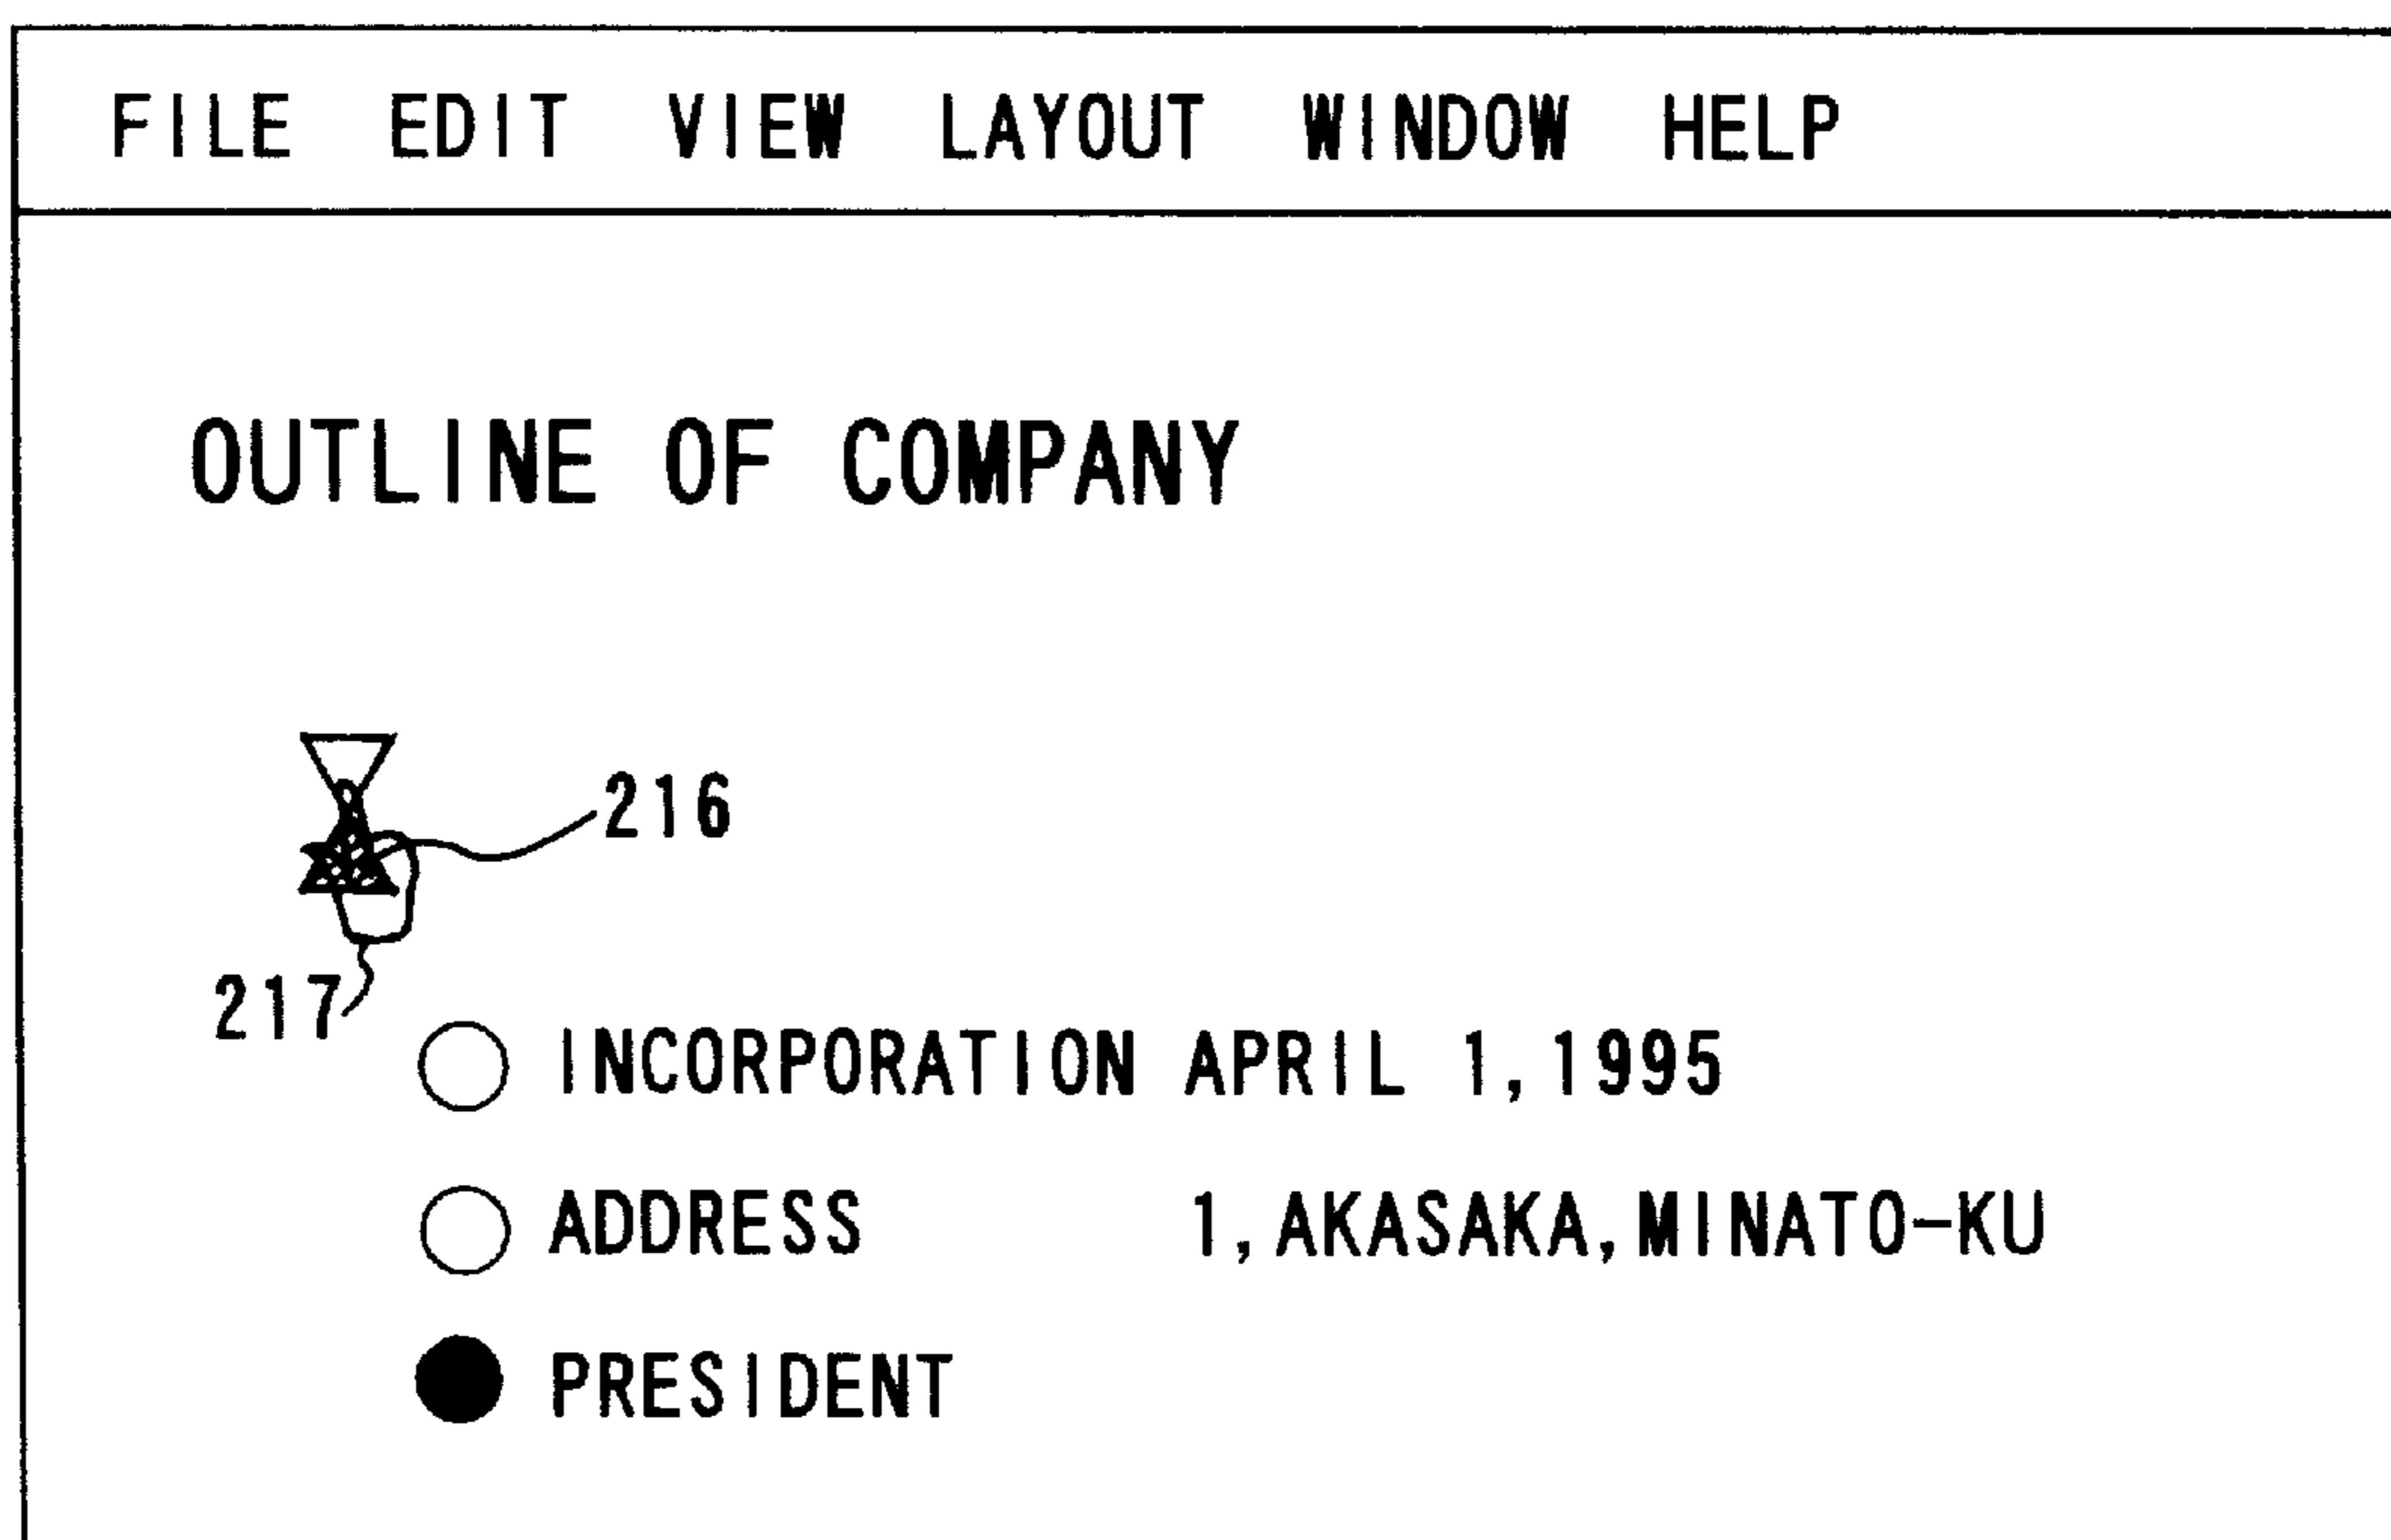 FILE EDIT VIEW LAYOUT WINDOW HELP
OUTLINE OF COMPANY
216
217
INCORPORATION APRIL 1,1995
ADDRESS 1,AKASAKA,MINATO-KU
PRESIDENT